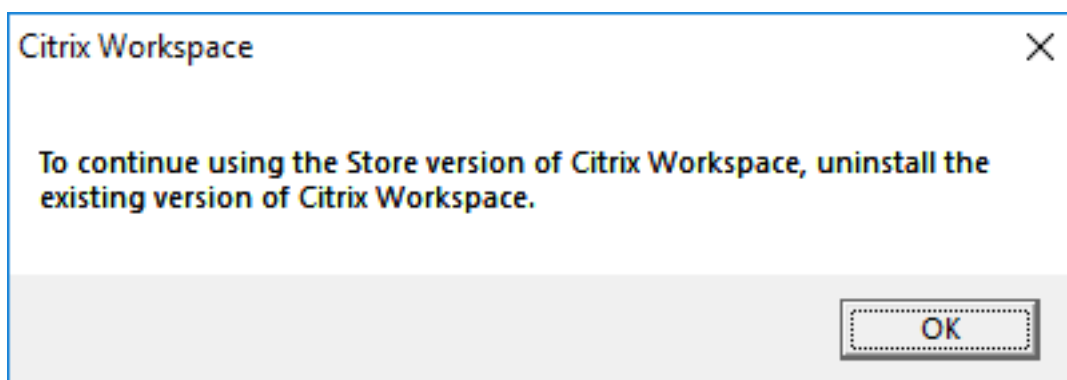 Citrix Workspace
To continue using the Store version of Citrix Workspace, uninstall the
existing version of Citrix Workspace.
OK